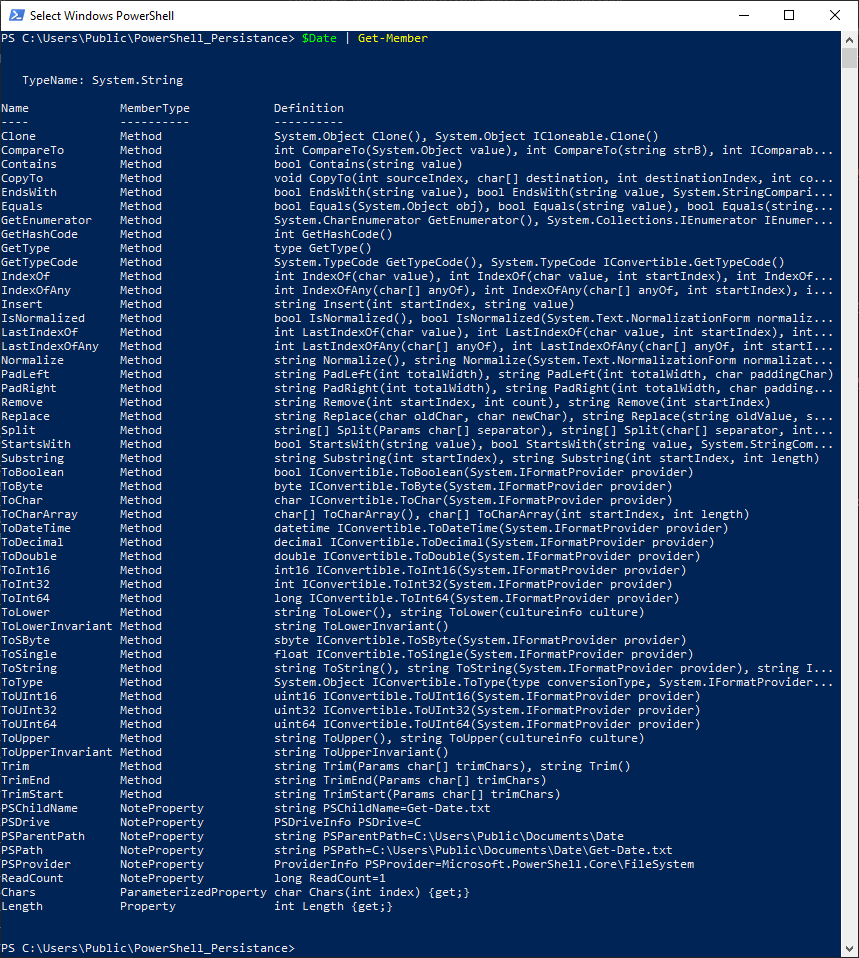 Select Windows PowerShell
PS C:\Users\Public\PowerShell_Persistance> $Date | Get-Member
TypeName: System.String
Name MemberType Definition
---- ---------- ----------
Clone Method System.Object Clone(), System.Object ICloneable.Clone()
CompareTo Method int CompareTo(System.Object value), int CompareTo(string strB), int IComparab...
Contains Method bool Contains(string value)
CopyTo Method void CopyTo(int sourceIndex, char[] destination, int destinationIndex, int co...
EndsWith Method bool EndsWith(string value), bool EndsWith(string value, System.StringCompari...
Equals Method bool Equals(System.Object obj), bool Equals(string value), bool Equals(string...
GetEnumerator Method System.CharEnumerator GetEnumerator(), System.Collections.IEnumerator IEnumer...
GetHashCode Method int GetHashCode()
GetType Method type GetType()
GetTypeCode Method System.TypeCode GetTypeCode(), System.TypeCode IConvertible.GetTypeCode()
IndexOf Method int IndexOf(char value), int IndexOf(char value, int startIndex), int IndexOf...
IndexOfAny Method int IndexOfAny(char[] anyOf), int IndexOfAny(char[] anyOf, int startIndex), i...
Insert Method string Insert(int startIndex, string value)
IsNormalized Method bool IsNormalized(), bool IsNormalized(System.Text.NormalizationForm normaliz...
LastIndexOf Method int LastIndexOf(char value), int LastIndexOf(char value, int startIndex), int...
LastIndexOfAny Method int LastIndexOfAny(char[] anyOf), int LastIndexOfAny(char[] anyOf, int startI...
Normalize Method string Normalize(), string Normalize(System.Text.NormalizationForm normalizat...
PadLeft Method string PadLeft(int totalWidth), string PadLeft(int totalWidth, char paddingChar)
PadRight Method string PadRight(int totalWidth), string PadRight(int totalWidth, char padding...
Remove Method string Remove(int startIndex, int count), string Remove(int startIndex)
Replace Method string Replace(char oldChar, char newChar), string Replace(string oldValue, s...
Split Method string[] Split(Params char[] separator), string[] Split(char[] separator, int...
StartsWith Method bool StartsWith(string value), bool StartsWith(string value, System.StringCom...
Substring Method string Substring(int startIndex), string Substring(int startIndex, int length)
ToBoolean Method bool IConvertible.ToBoolean(System.IFormatProvider provider)
ToByte Method byte IConvertible.ToByte(System.IFormatProvider provider)
ToChar Method char IConvertible.ToChar(System.IFormatProvider provider)
ToCharArray Method char[] ToCharArray(), char[] ToCharArray(int startIndex, int length)
ToDateTime Method datetime IConvertible.ToDateTime(System.IFormatProvider provider)
ToDecimal Method decimal IConvertible.ToDecimal(System.IFormatProvider provider)
ToDouble Method double IConvertible.ToDouble(System.IFormatProvider provider)
ToInt16 Method int16 IConvertible.ToInt16(System.IFormatProvider provider)
ToInt32 Method int IConvertible.ToInt32(System.IFormatProvider provider)
ToInt64 Method long IConvertible.ToInt64(System.IFormatProvider provider)
ToLower Method string ToLower(), string ToLower(cultureinfo culture)
ToLowerInvariant Method string ToLowerInvariant()
ToSByte Method sbyte IConvertible.ToSByte(System.IFormatProvider provider)
ToSingle Method float IConvertible.ToSingle(System.IFormatProvider provider)
ToString Method string ToString(), string ToString(System.IFormatProvider provider), string I...
ToType Method System.Object IConvertible.ToType(type conversionType, System.IFormatProvider...
ToUInt16 Method uint16 IConvertible.ToUInt16(System.IFormatProvider provider)
ToUInt32 Method uint32 IConvertible.ToUInt32(System.IFormatProvider provider)
ToUInt64 Method uint64 IConvertible.ToUInt64(System.IFormatProvider provider)
ToUpper Method string ToUpper(), string ToUpper(cultureinfo culture)
ToUpperInvariant Method string ToUpperInvariant()
Trim Method string Trim(Params char[] trimChars), string Trim()
TrimEnd Method string TrimEnd(Params char[] trimChars)
TrimStart Method string TrimStart(Params char[] trimChars)
PSChildName NoteProperty string PSChildName=Get-Date.txt
PSDrive NoteProperty PSDriveInfo PSDrive=C
PSParentPath NoteProperty string PSParentPath=C:\Users\Public\Documents\Date
PSPath NoteProperty string PSPath=C:\Users\Public\Documents\Date\Get-Date.txt
PSProvider NoteProperty ProviderInfo PSProvider=Microsoft.PowerShell.Core\FileSystem
ReadCount NoteProperty long ReadCount=1
Chars ParameterizedProperty char Chars(int index) {get;}
Length Property int Length {get;}
PS C:\Users\Public\PowerShell_Persistance>